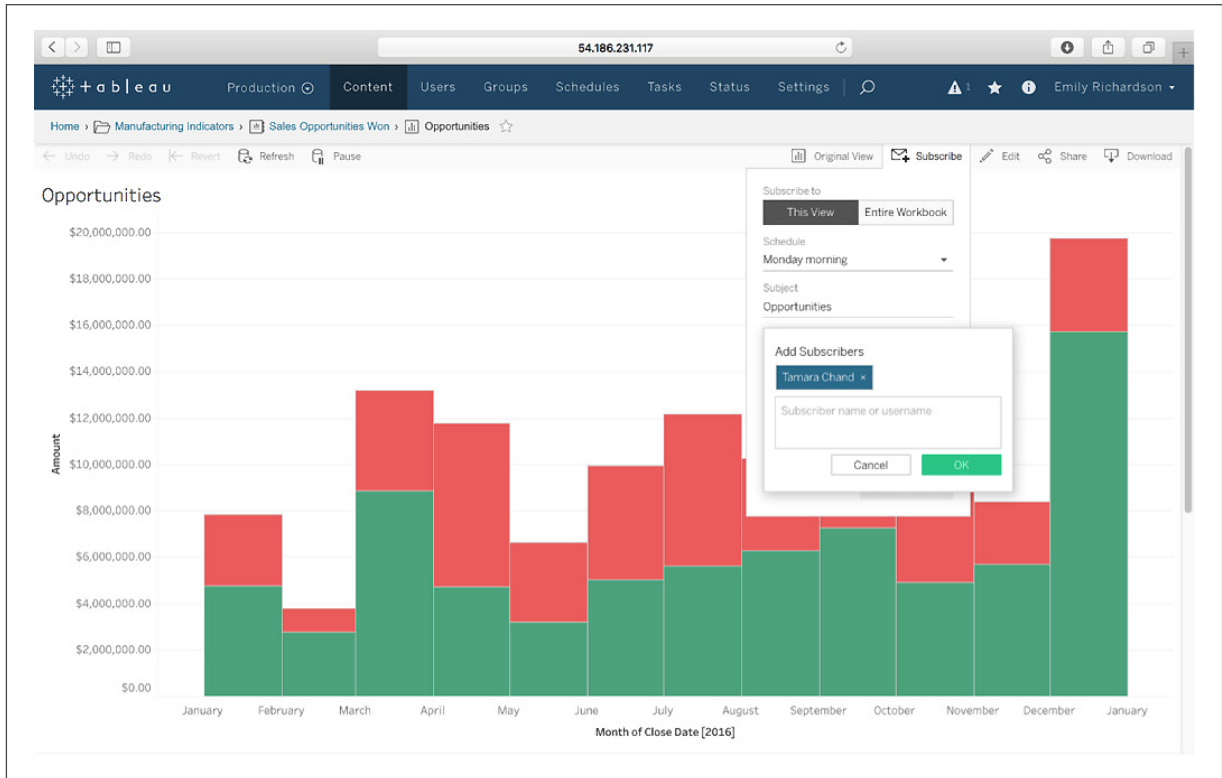 54.186.231.117
+ a b l e a u Production Content Users Groups Schedules Tasks Status Settings 1 Emily Richardson
Home › Manufacturing Indicators › Sales Opportunities Won › Opportunities
Undo Redo Revert Refresh Pause Original View Subscribe Edit Share Download
Opportunities
Subscribe to
This View Entire Workbook
Schedule
Monday morning
Subject
Opportunities
Add Subscribers
Tamara Chand ×
Subscriber name or username
Cancel OK
$20,000,000.00
$18,000,000.00
$16,000,000.00
$14,000,000.00
$12,000,000.00
$10,000,000.00
$8,000,000.00
$6,000,000.00
$4,000,000.00
$2,000,000.00
$0.00
Amount
January February March April May June July August September October November December January
Month of Close Date [2016]